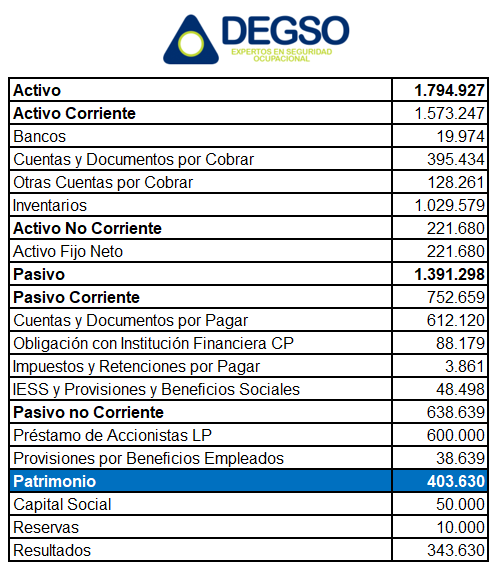 DEGSO
EXPERTOS EN SEGURIDAD
OCUPACIONAL
Activo 1.794.927
Activo Corriente 1.573.247
Bancos 19.974
Cuentas y Documentos por Cobrar 395.434
Otras Cuentas por Cobrar 128.261
Inventarios 1.029.579
Activo No Corriente 221.680
Activo Fijo Neto 221.680
Pasivo 1.391.298
Pasivo Corriente 752.659
Cuentas y Documentos por Pagar 612.120
Obligación con Institución Financiera CP 88.179
Impuestos y Retenciones por Pagar 3.861
IESS y Provisiones y Beneficios Sociales 48.498
Pasivo no Corriente 638.639
Préstamo de Accionistas LP 600.000
Provisiones por Beneficios Empleados 38.639
Patrimonio 403.630
Capital Social 50.000
Reservas 10.000
Resultados 343.630